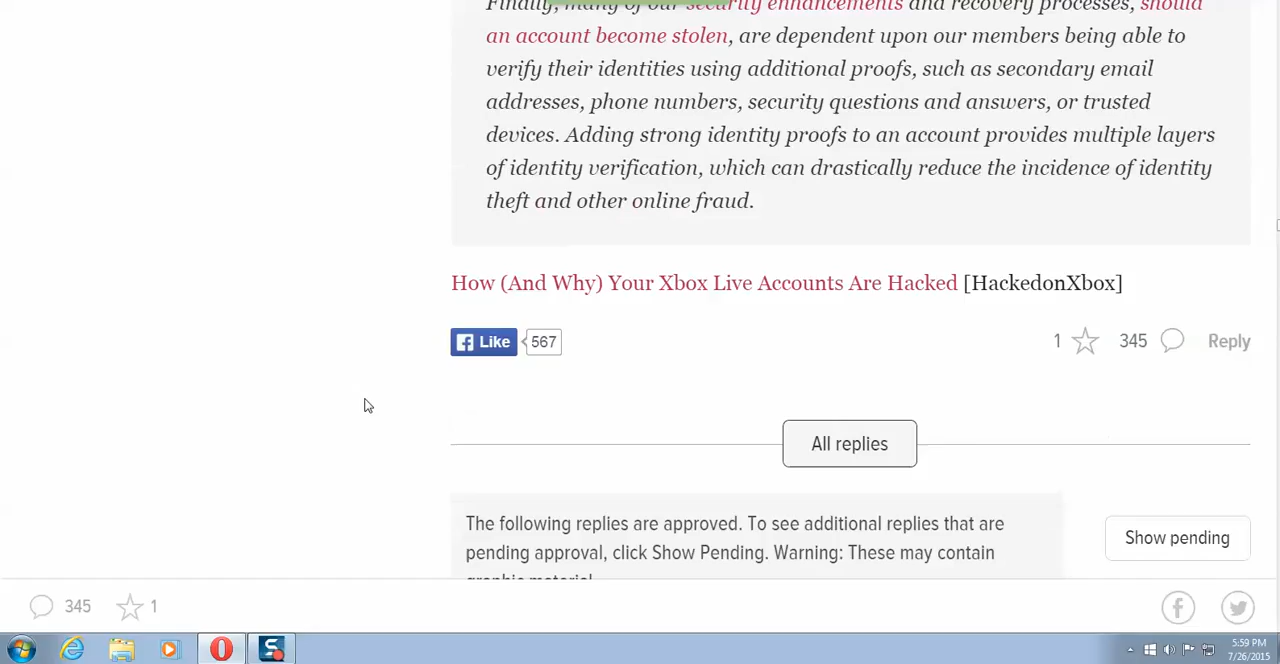 Finally, many of our security enhancements and recovery processes, should
an account become stolen, are dependent upon our members being able to
verify their identities using additional proofs, such as secondary email
addresses, phone numbers, security questions and answers, or trusted
devices. Adding strong identity proofs to an account provides multiple layers
of identity verification, which can drastically reduce the incidence of identity
theft and other online fraud.
How (And Why) Your Xbox Live Accounts Are Hacked [HackedonXbox]
Like 567 1 345 Reply
All replies
The following replies are approved. To see additional replies that are
pending approval, click Show Pending. Warning: These may contain
graphic material.
Show pending
345 1
5:59 PM
7/26/2015